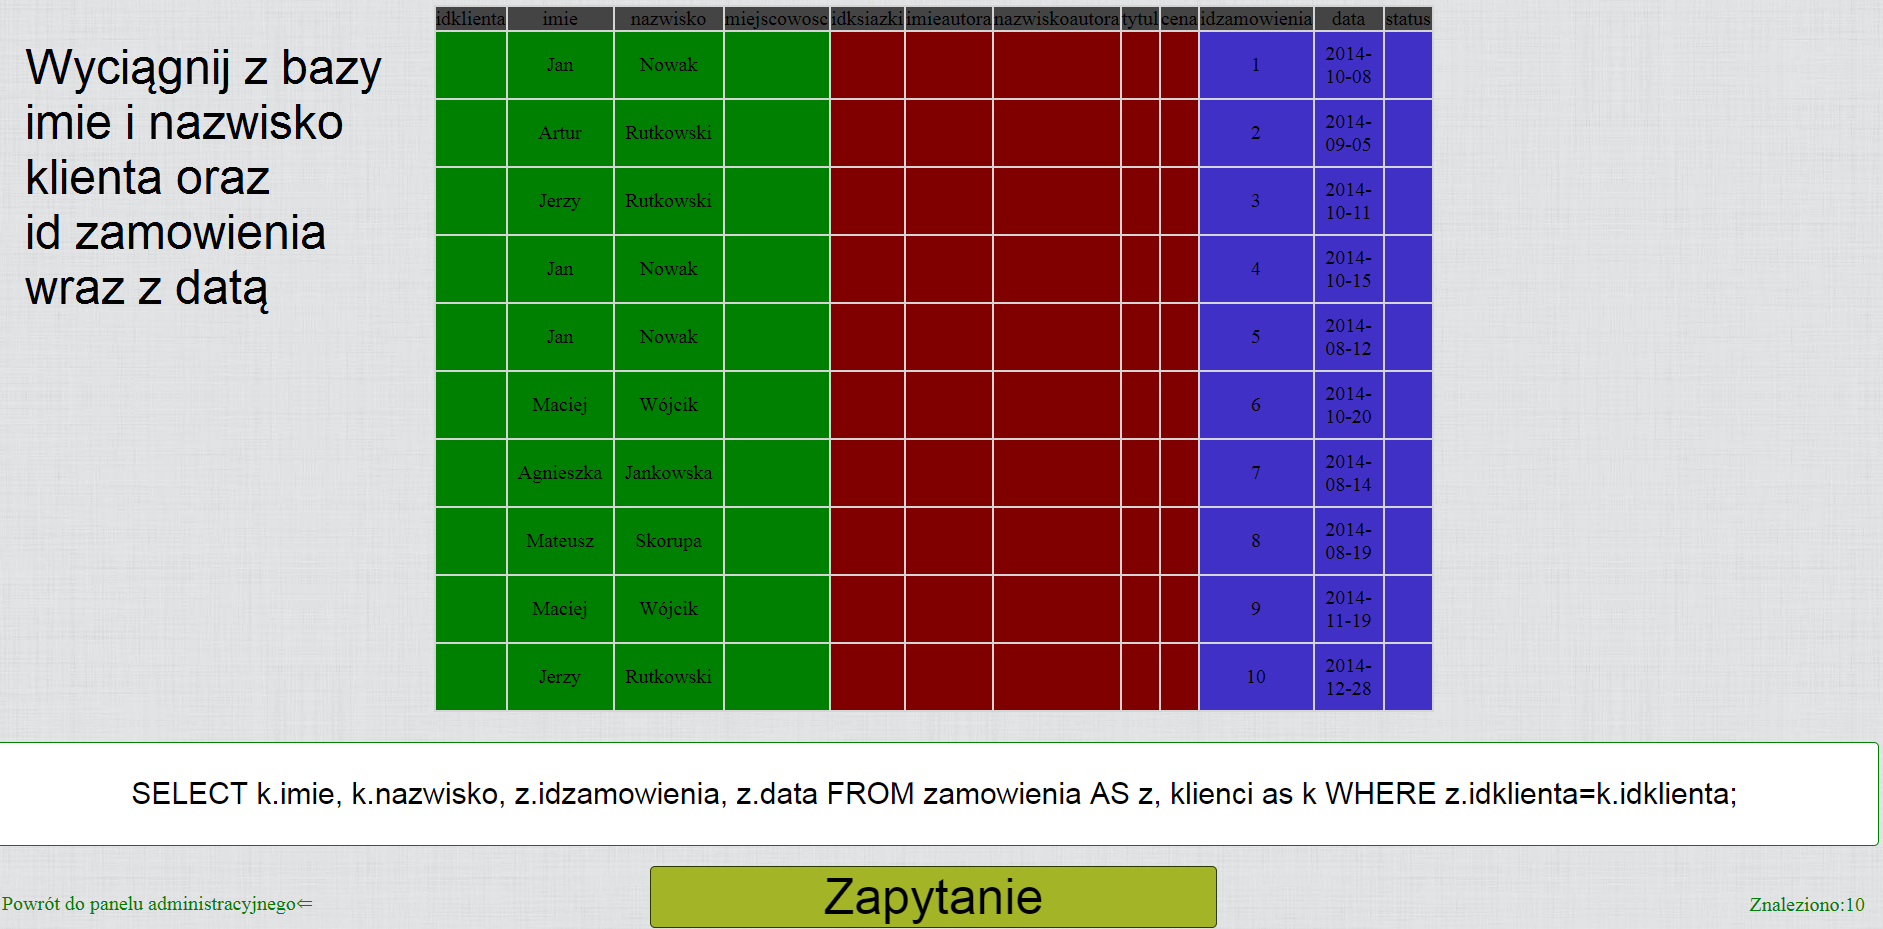 Wyciągnij z bazy
imie i nazwisko
klienta oraz
id zamowienia
wraz z datą
idklienta imie nazwisko miejscowosc idksiazki imieautora nazwiskoautora tytul cena idzamowienia data status
Jan Nowak 1 2014-10-08
Artur Rutkowski 2 2014-09-05
Jerzy Rutkowski 3 2014-10-11
Jan Nowak 4 2014-10-15
Jan Nowak 5 2014-08-12
Maciej Wójcik 6 2014-10-20
Agnieszka Jankowska 7 2014-08-14
Mateusz Skorupa 8 2014-08-19
Maciej Wójcik 9 2014-11-19
Jerzy Rutkowski 10 2014-12-28
SELECT k.imie, k.nazwisko, z.idzamowienia, z.data FROM zamowienia AS z, klienci as k WHERE z.idklienta=k.idklienta;
Zapytanie
Powrót do panelu administracyjnego⇐
Znaleziono:10